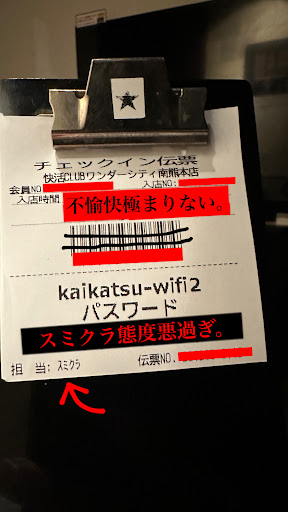 チェックイン伝票
快活CLUBワンダーシティ南熊本店
会員NO
入店NO:
入店時間 不愉快極まりない。
kaikatsu-wifi2
パスワード
スミクラ態度悪過ぎ。
担 当: スミクラ 伝票NO.